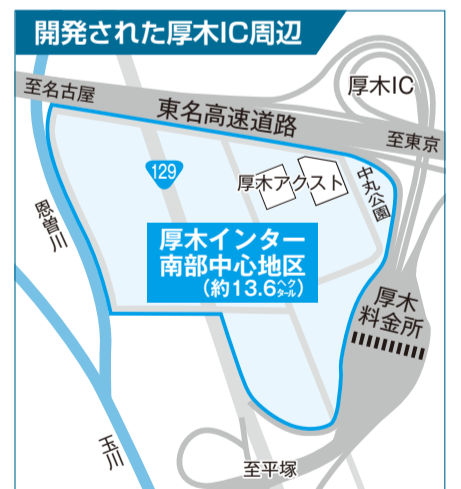 開発された厚木IC周辺
至名古屋
東名高速道路
厚木IC
至東京
129
厚木アクスト
中丸公園
恩曽川
厚木インター
南部中心地区
(約13.6ヘクタール)
厚木
料金所
玉川
至平塚